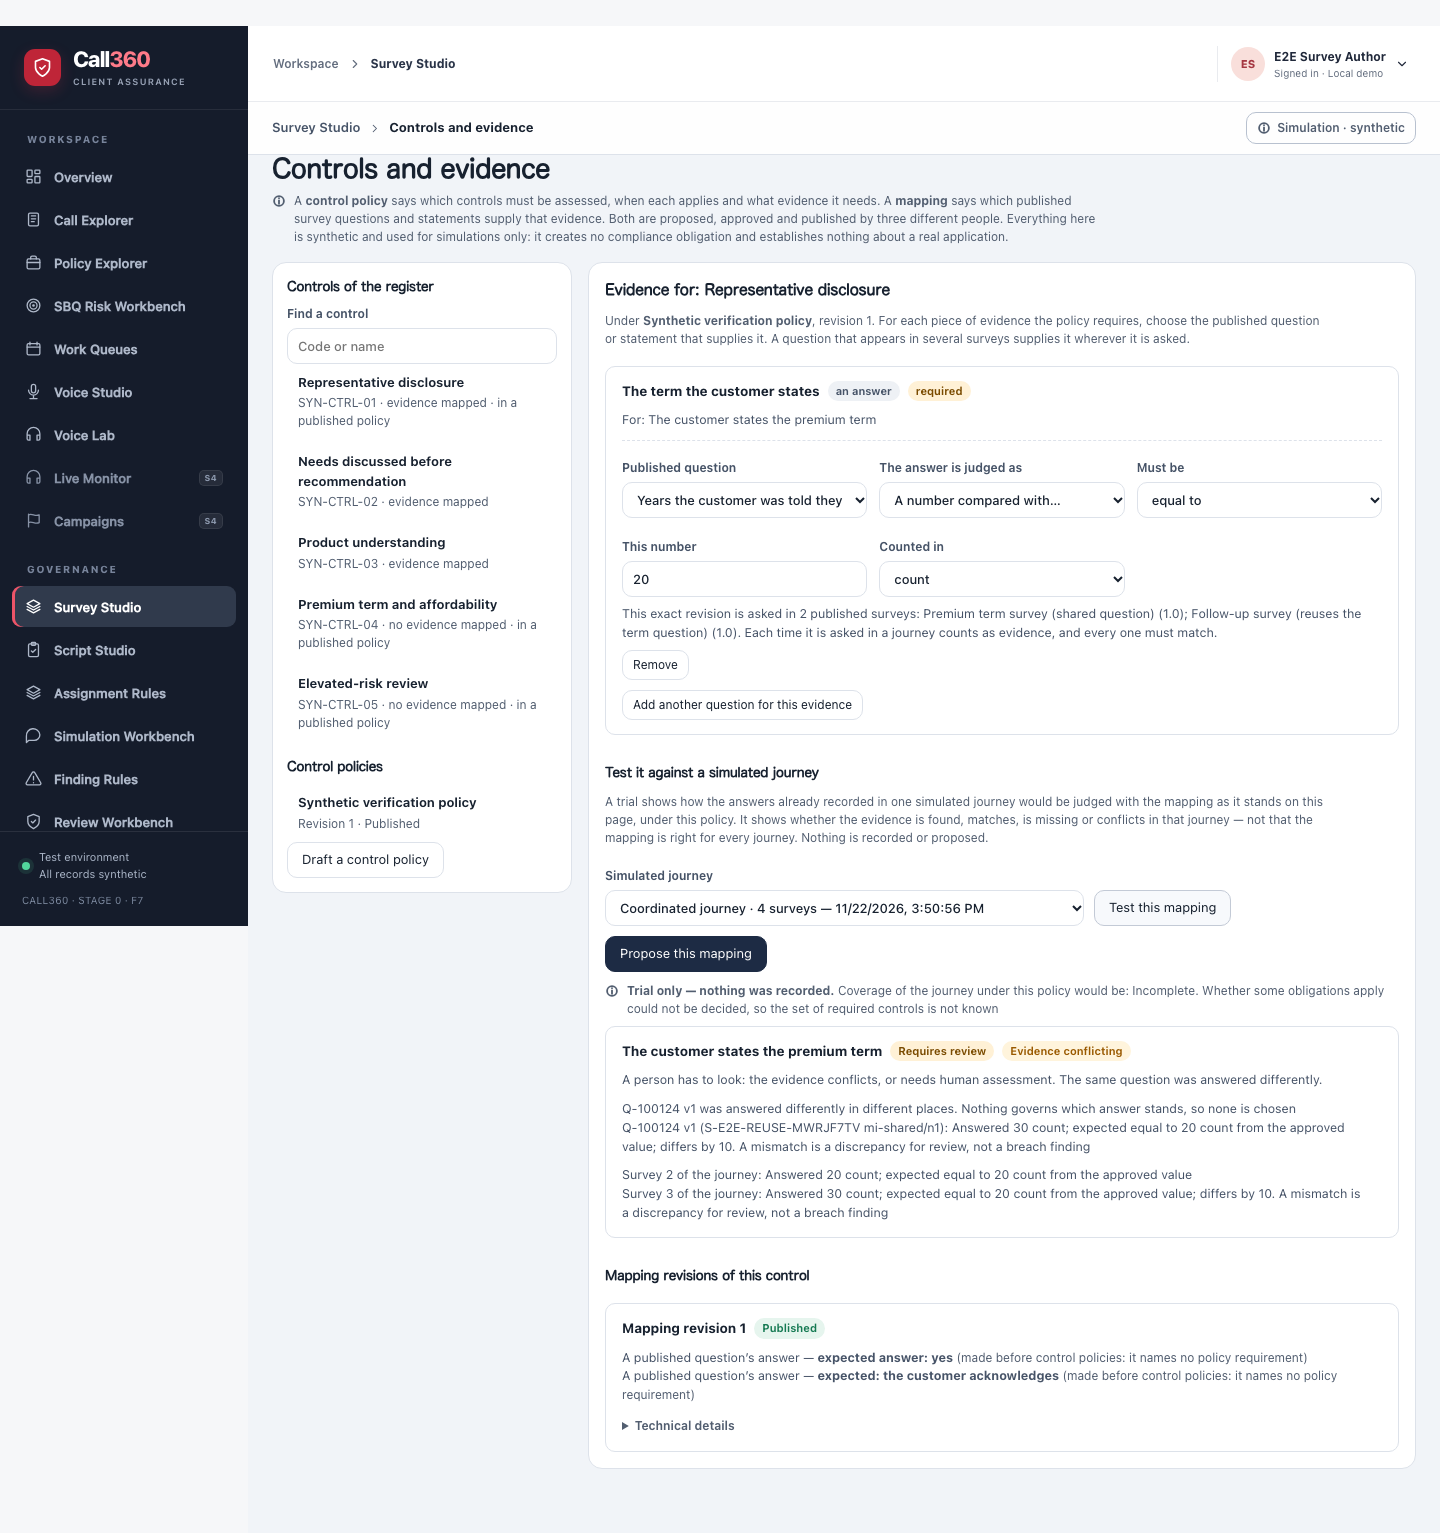 Call360
CLIENT ASSURANCE
WORKSPACE
Overview
Call Explorer
Policy Explorer
SBQ Risk Workbench
Work Queues
Voice Studio
Voice Lab
Live Monitor S4
Campaigns S4
GOVERNANCE
Survey Studio
Script Studio
Assignment Rules
Simulation Workbench
Finding Rules
Review Workbench
Test environment
All records synthetic
CALL360 · STAGE 0 · F7
Workspace > Survey Studio
ES
E2E Survey Author
Signed in · Local demo
Survey Studio > Controls and evidence
Simulation · synthetic
Controls and evidence
A control policy says which controls must be assessed, when each applies and what evidence it needs. A mapping says which published
survey questions and statements supply that evidence. Both are proposed, approved and published by three different people. Everything here
is synthetic and used for simulations only: it creates no compliance obligation and establishes nothing about a real application.
Controls of the register
Find a control
Code or name
Representative disclosure
SYN-CTRL-01 · evidence mapped · in a
published policy
Needs discussed before
recommendation
SYN-CTRL-02 · evidence mapped
Product understanding
SYN-CTRL-03 · evidence mapped
Premium term and affordability
SYN-CTRL-04 · no evidence mapped · in a
published policy
Elevated-risk review
SYN-CTRL-05 · no evidence mapped · in a
published policy
Control policies
Synthetic verification policy
Revision 1 · Published
Draft a control policy
Evidence for: Representative disclosure
Under Synthetic verification policy, revision 1. For each piece of evidence the policy requires, choose the published question
or statement that supplies it. A question that appears in several surveys supplies it wherever it is asked.
The term the customer states an answer required
For: The customer states the premium term
Published question
The answer is judged as
Must be
Years the customer was told they
A number compared with...
equal to
This number
Counted in
20
count
This exact revision is asked in 2 published surveys: Premium term survey (shared question) (1.0); Follow-up survey (reuses the
term question) (1.0). Each time it is asked in a journey counts as evidence, and every one must match.
Remove
Add another question for this evidence
Test it against a simulated journey
A trial shows how the answers already recorded in one simulated journey would be judged with the mapping as it stands on this
page, under this policy. It shows whether the evidence is found, matches, is missing or conflicts in that journey — not that the
mapping is right for every journey. Nothing is recorded or proposed.
Simulated journey
Coordinated journey · 4 surveys — 11/22/2026, 3:50:56 PM
Test this mapping
Propose this mapping
Trial only — nothing was recorded. Coverage of the journey under this policy would be: Incomplete. Whether some obligations apply
could not be decided, so the set of required controls is not known
The customer states the premium term Requires review Evidence conflicting
A person has to look: the evidence conflicts, or needs human assessment. The same question was answered differently.
Q-100124 v1 was answered differently in different places. Nothing governs which answer stands, so none is chosen
Q-100124 v1 (S-E2E-REUSE-MWRJF7TV mi-shared/n1): Answered 30 count; expected equal to 20 count from the approved
value; differs by 10. A mismatch is a discrepancy for review, not a breach finding
Survey 2 of the journey: Answered 20 count; expected equal to 20 count from the approved value
Survey 3 of the journey: Answered 30 count; expected equal to 20 count from the approved value; differs by 10. A mismatch is
a discrepancy for review, not a breach finding
Mapping revisions of this control
Mapping revision 1 Published
A published question's answer — expected answer: yes (made before control policies: it names no policy requirement)
A published question's answer — expected: the customer acknowledges (made before control policies: it names no policy
requirement)
Technical details